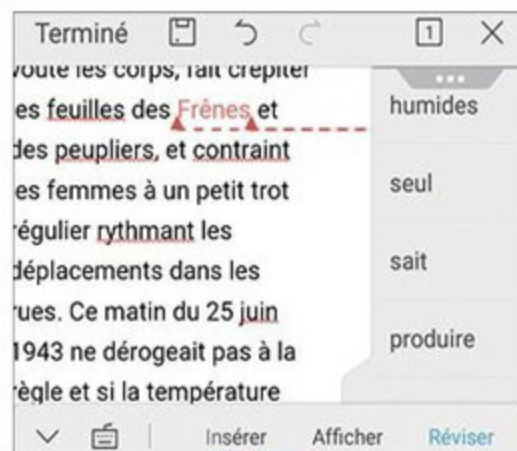 Terminé 1
voûte les corps, fait crépiter
es feuilles des Frênes et
des peupliers, et contraint
es femmes à un petit trot
régulier rythmant les
déplacements dans les
rues. Ce matin du 25 juin
1943 ne dérogeait pas à la
règle et si la température
humides
seul
sait
produire
Insérer Afficher Réviser